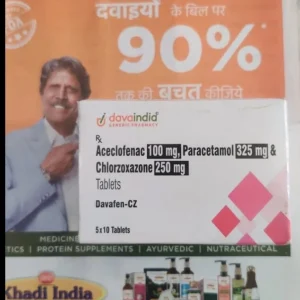 दवाइयों के बिल पर
90%
तक की बचत कीजिये
davaindia
GENERIC PHARMACY
Rx
Aceclofenac 100 mg, Paracetamol 325 mg &
Chlorzoxazone 250 mg
Tablets
Davafen-CZ
5x10 Tablets
MEDICINE
TICS | PROTEIN SUPPLEMENTS | AYURVEDIC | NUTRACEUTICAL
Khadi India